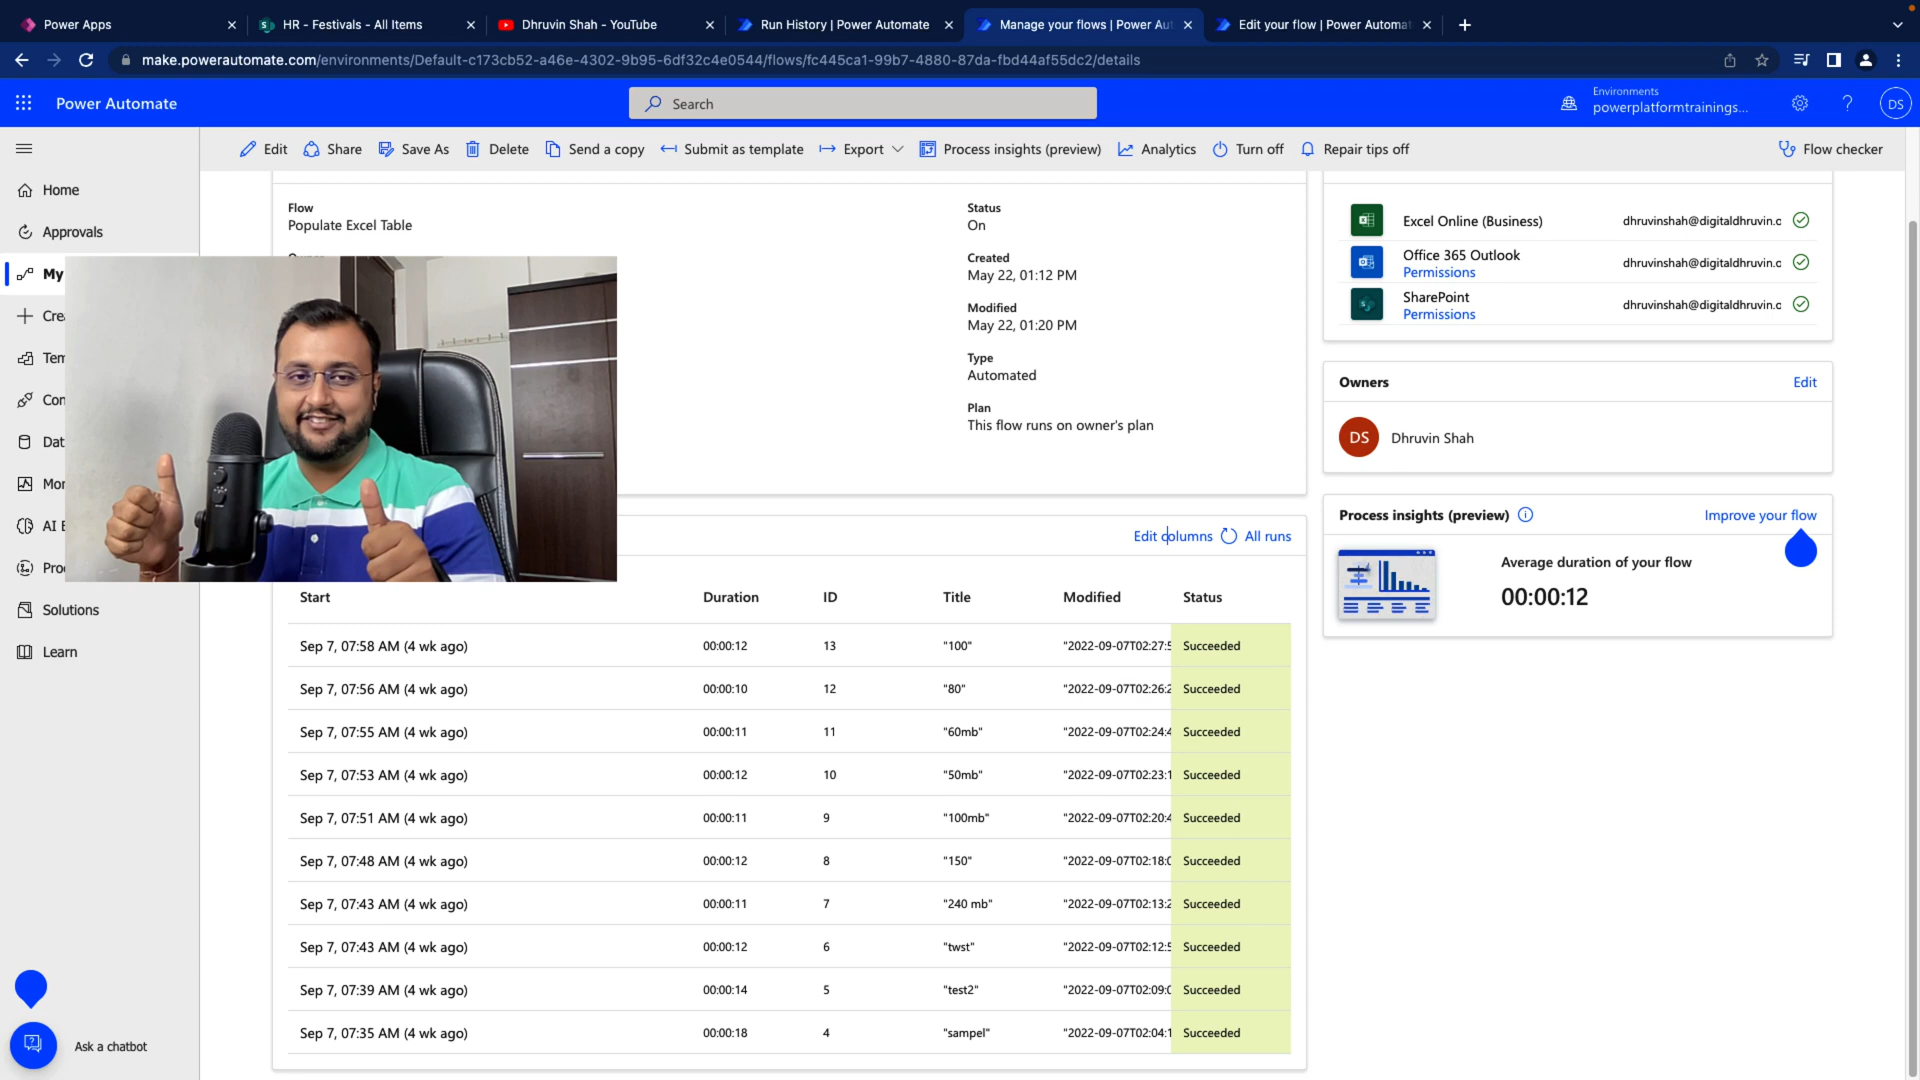 Power Apps
HR - Festivals - All Items
Dhruvin Shah - YouTube
Run History | Power Automate
Manage your flows | Power Aut
Edit your flow | Power Automat
make.powerautomate.com/environments/Default-c173cb52-a46e-4302-9b95-6df32c4e0544/flows/fc445ca1-99b7-4880-87da-fbd44af55dc2/details
Power Automate
Search
Environments
powerplatformtrainings...
DS
Edit
Share
Save As
Delete
Send a copy
Submit as template
Export
Process insights (preview)
Analytics
Turn off
Repair tips off
Flow checker
Home
Approvals
My
Cre
Tem
Con
Dat
Mor
AI
Pro
Solutions
Learn
Ask a chatbot
Flow
Populate Excel Table
Status
On
Created
May 22, 01:12 PM
Modified
May 22, 01:20 PM
Type
Automated
Plan
This flow runs on owner's plan
Excel Online (Business) dhruvinshah@digitaldhruvin.c
Office 365 Outlook dhruvinshah@digitaldhruvin.c
Permissions
SharePoint dhruvinshah@digitaldhruvin.c
Permissions
Owners Edit
DS Dhruvin Shah
Process insights (preview) Improve your flow
Average duration of your flow
00:00:12
Edit columns All runs
Start Duration ID Title Modified Status
Sep 7, 07:58 AM (4 wk ago) 00:00:12 13 "100" "2022-09-07T02:27:5 Succeeded
Sep 7, 07:56 AM (4 wk ago) 00:00:10 12 "80" "2022-09-07T02:26:2 Succeeded
Sep 7, 07:55 AM (4 wk ago) 00:00:11 11 "60mb" "2022-09-07T02:24:4 Succeeded
Sep 7, 07:53 AM (4 wk ago) 00:00:12 10 "50mb" "2022-09-07T02:23:1 Succeeded
Sep 7, 07:51 AM (4 wk ago) 00:00:11 9 "100mb" "2022-09-07T02:20:4 Succeeded
Sep 7, 07:48 AM (4 wk ago) 00:00:12 8 "150" "2022-09-07T02:18:0 Succeeded
Sep 7, 07:43 AM (4 wk ago) 00:00:11 7 "240 mb" "2022-09-07T02:13:2 Succeeded
Sep 7, 07:43 AM (4 wk ago) 00:00:12 6 "twst" "2022-09-07T02:12:5 Succeeded
Sep 7, 07:39 AM (4 wk ago) 00:00:14 5 "test2" "2022-09-07T02:09:0 Succeeded
Sep 7, 07:35 AM (4 wk ago) 00:00:18 4 "sampel" "2022-09-07T02:04:1 Succeeded